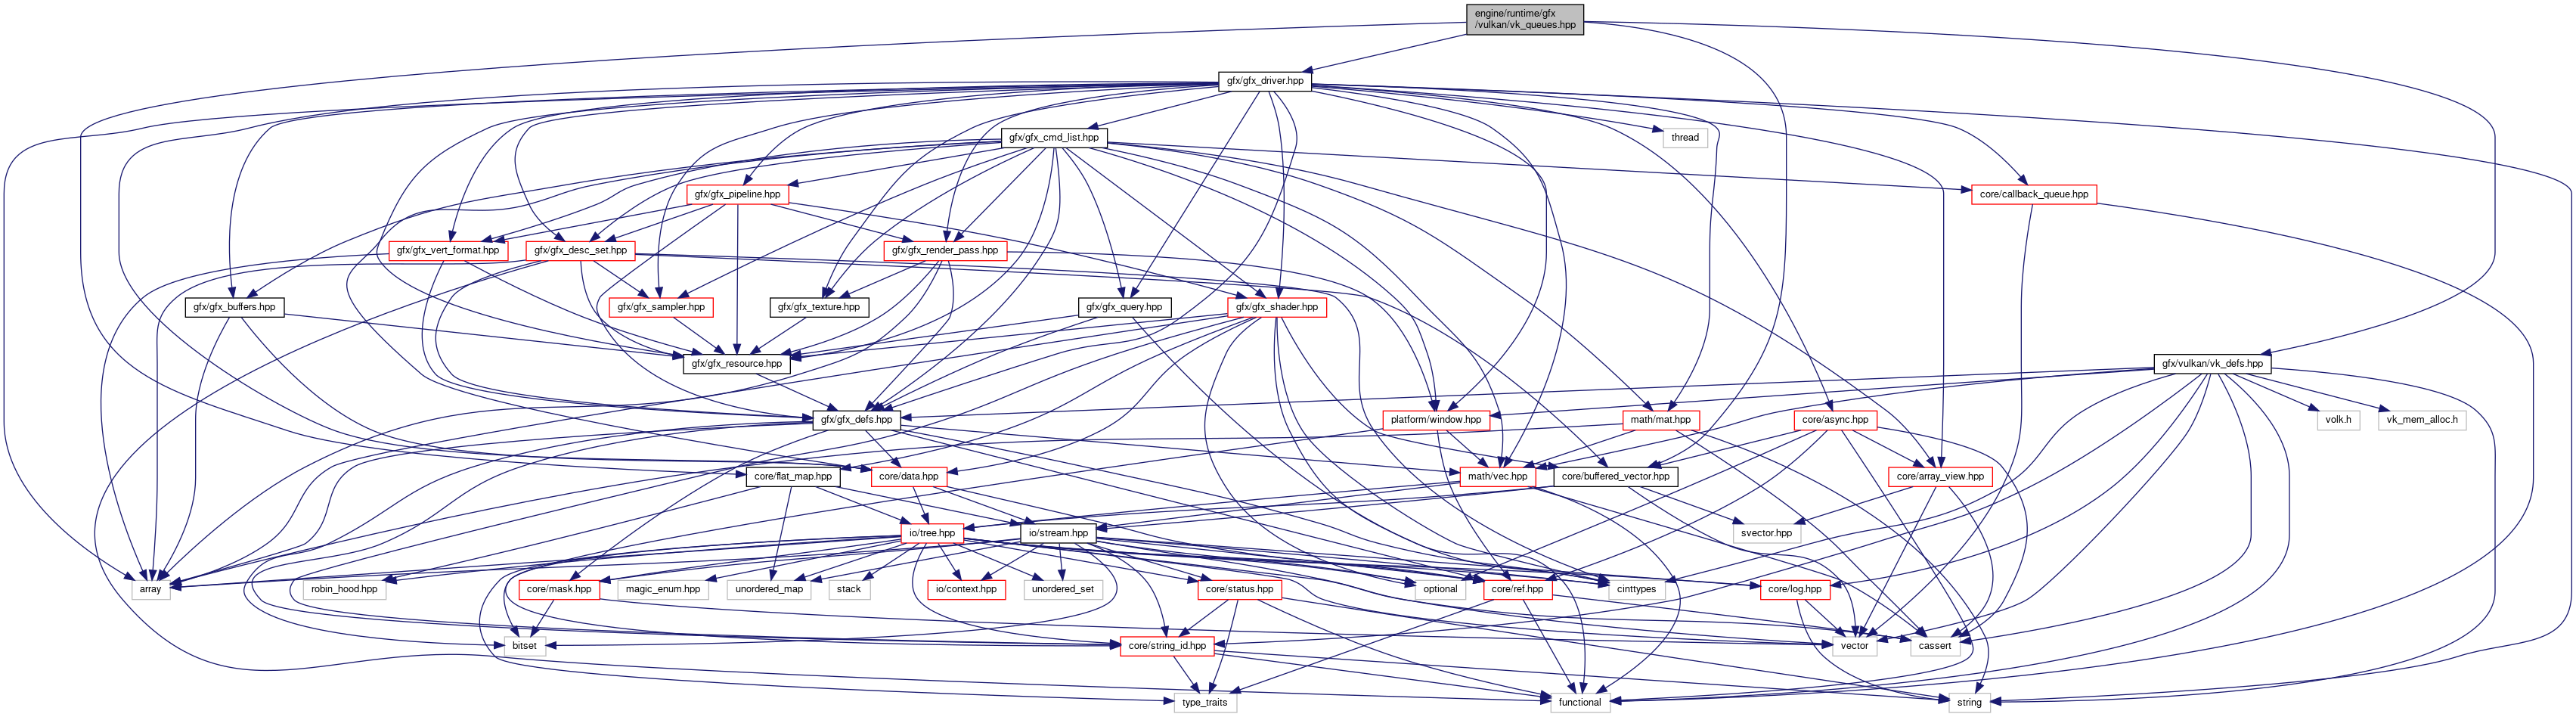 engine/runtime/gfx
/vulkan/vk_queues.hpp
gfx/gfx_driver.hpp
gfx/gfx_cmd_list.hpp
thread
gfx/gfx_pipeline.hpp
core/callback_queue.hpp
gfx/gfx_vert_format.hpp
gfx/gfx_desc_set.hpp
gfx/gfx_render_pass.hpp
gfx/gfx_buffers.hpp
gfx/gfx_sampler.hpp
gfx/gfx_texture.hpp
gfx/gfx_query.hpp
gfx/gfx_shader.hpp
gfx/gfx_resource.hpp
gfx/vulkan/vk_defs.hpp
gfx/gfx_defs.hpp
platform/window.hpp
math/mat.hpp
core/async.hpp
volk.h
vk_mem_alloc.h
core/flat_map.hpp
core/data.hpp
math/vec.hpp
core/buffered_vector.hpp
core/array_view.hpp
io/tree.hpp
io/stream.hpp
svector.hpp
array
robin_hood.hpp
core/mask.hpp
magic_enum.hpp
unordered_map
stack
io/context.hpp
unordered_set
core/status.hpp
optional
core/ref.hpp
cinttypes
core/log.hpp
bitset
core/string_id.hpp
vector
cassert
type_traits
functional
string